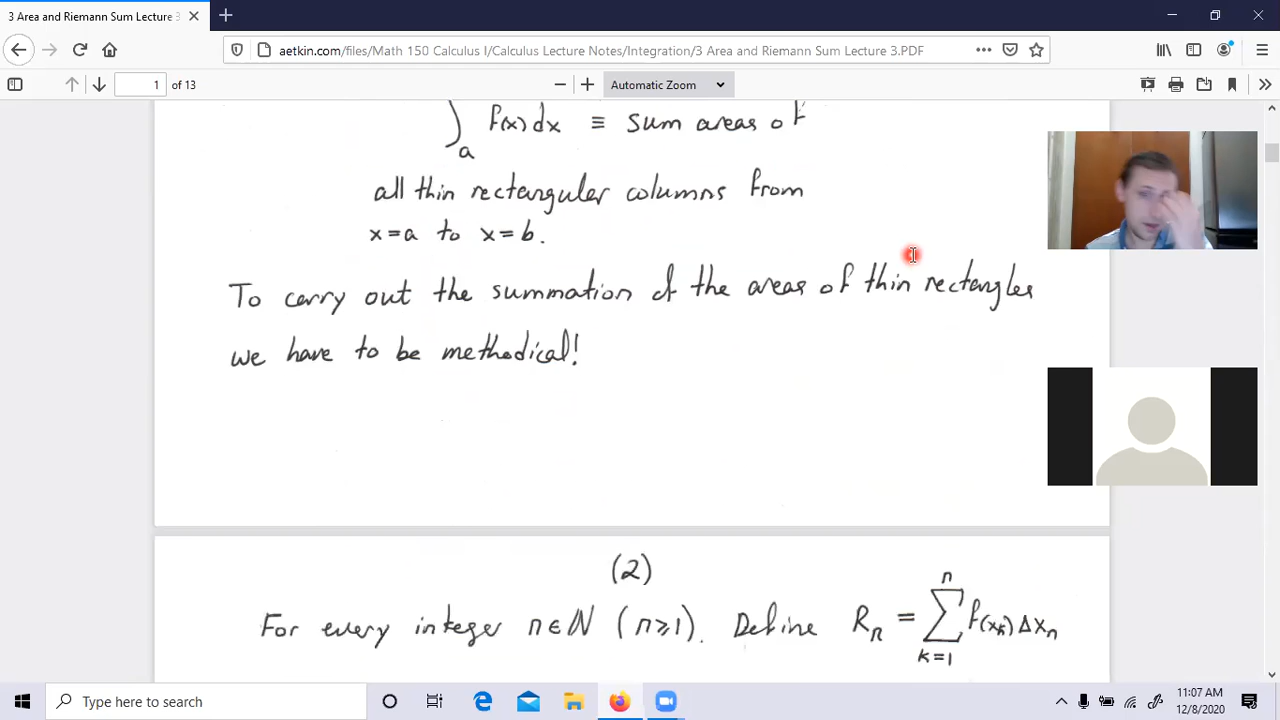 3 Area and Riemann Sum Lecture 3
aetkin.com/files/Math 150 Calculus I/Calculus Lecture Notes/Integration/3 Area and Riemann Sum Lecture 3.PDF
1 of 13
Automatic Zoom
∫a f(x)dx ≡ sum areas of
all thin rectangular columns from
x=a to x=b.
To carry out the summation of the areas of thin rectangles
we have to be methodical!
(2)
For every integer n∈ℕ (n≥1). Define Rn = ∑k=1^n f(xk)Δxn
Type here to search
11:07 AM
12/8/2020